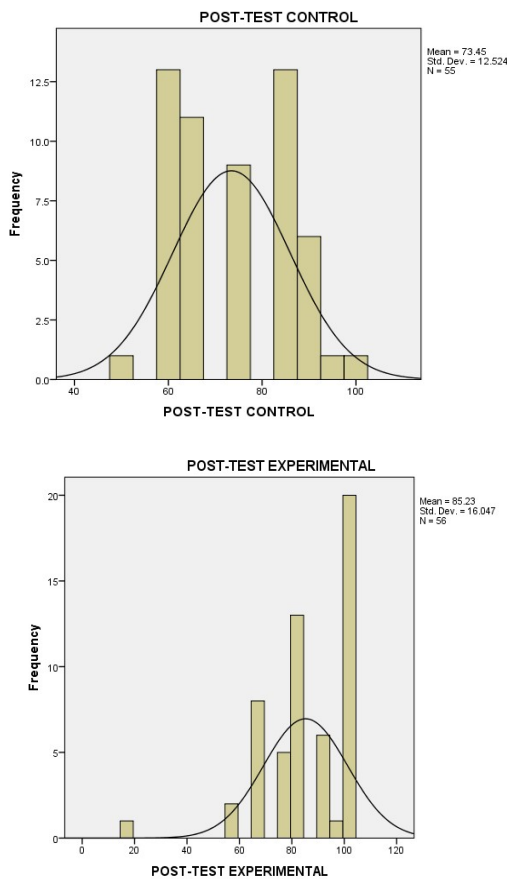 POST-TEST CONTROL
Mean = 73.45
Std. Dev. = 12.524
N = 55
12.5
10.0
7.5
5.0
2.5
0.0
Frequency
40 60 80 100
POST-TEST CONTROL
POST-TEST EXPERIMENTAL
Mean = 85.23
Std. Dev. = 16.047
N = 56
20
15
10
5
0
Frequency
0 20 40 60 80 100 120
POST-TEST EXPERIMENTAL